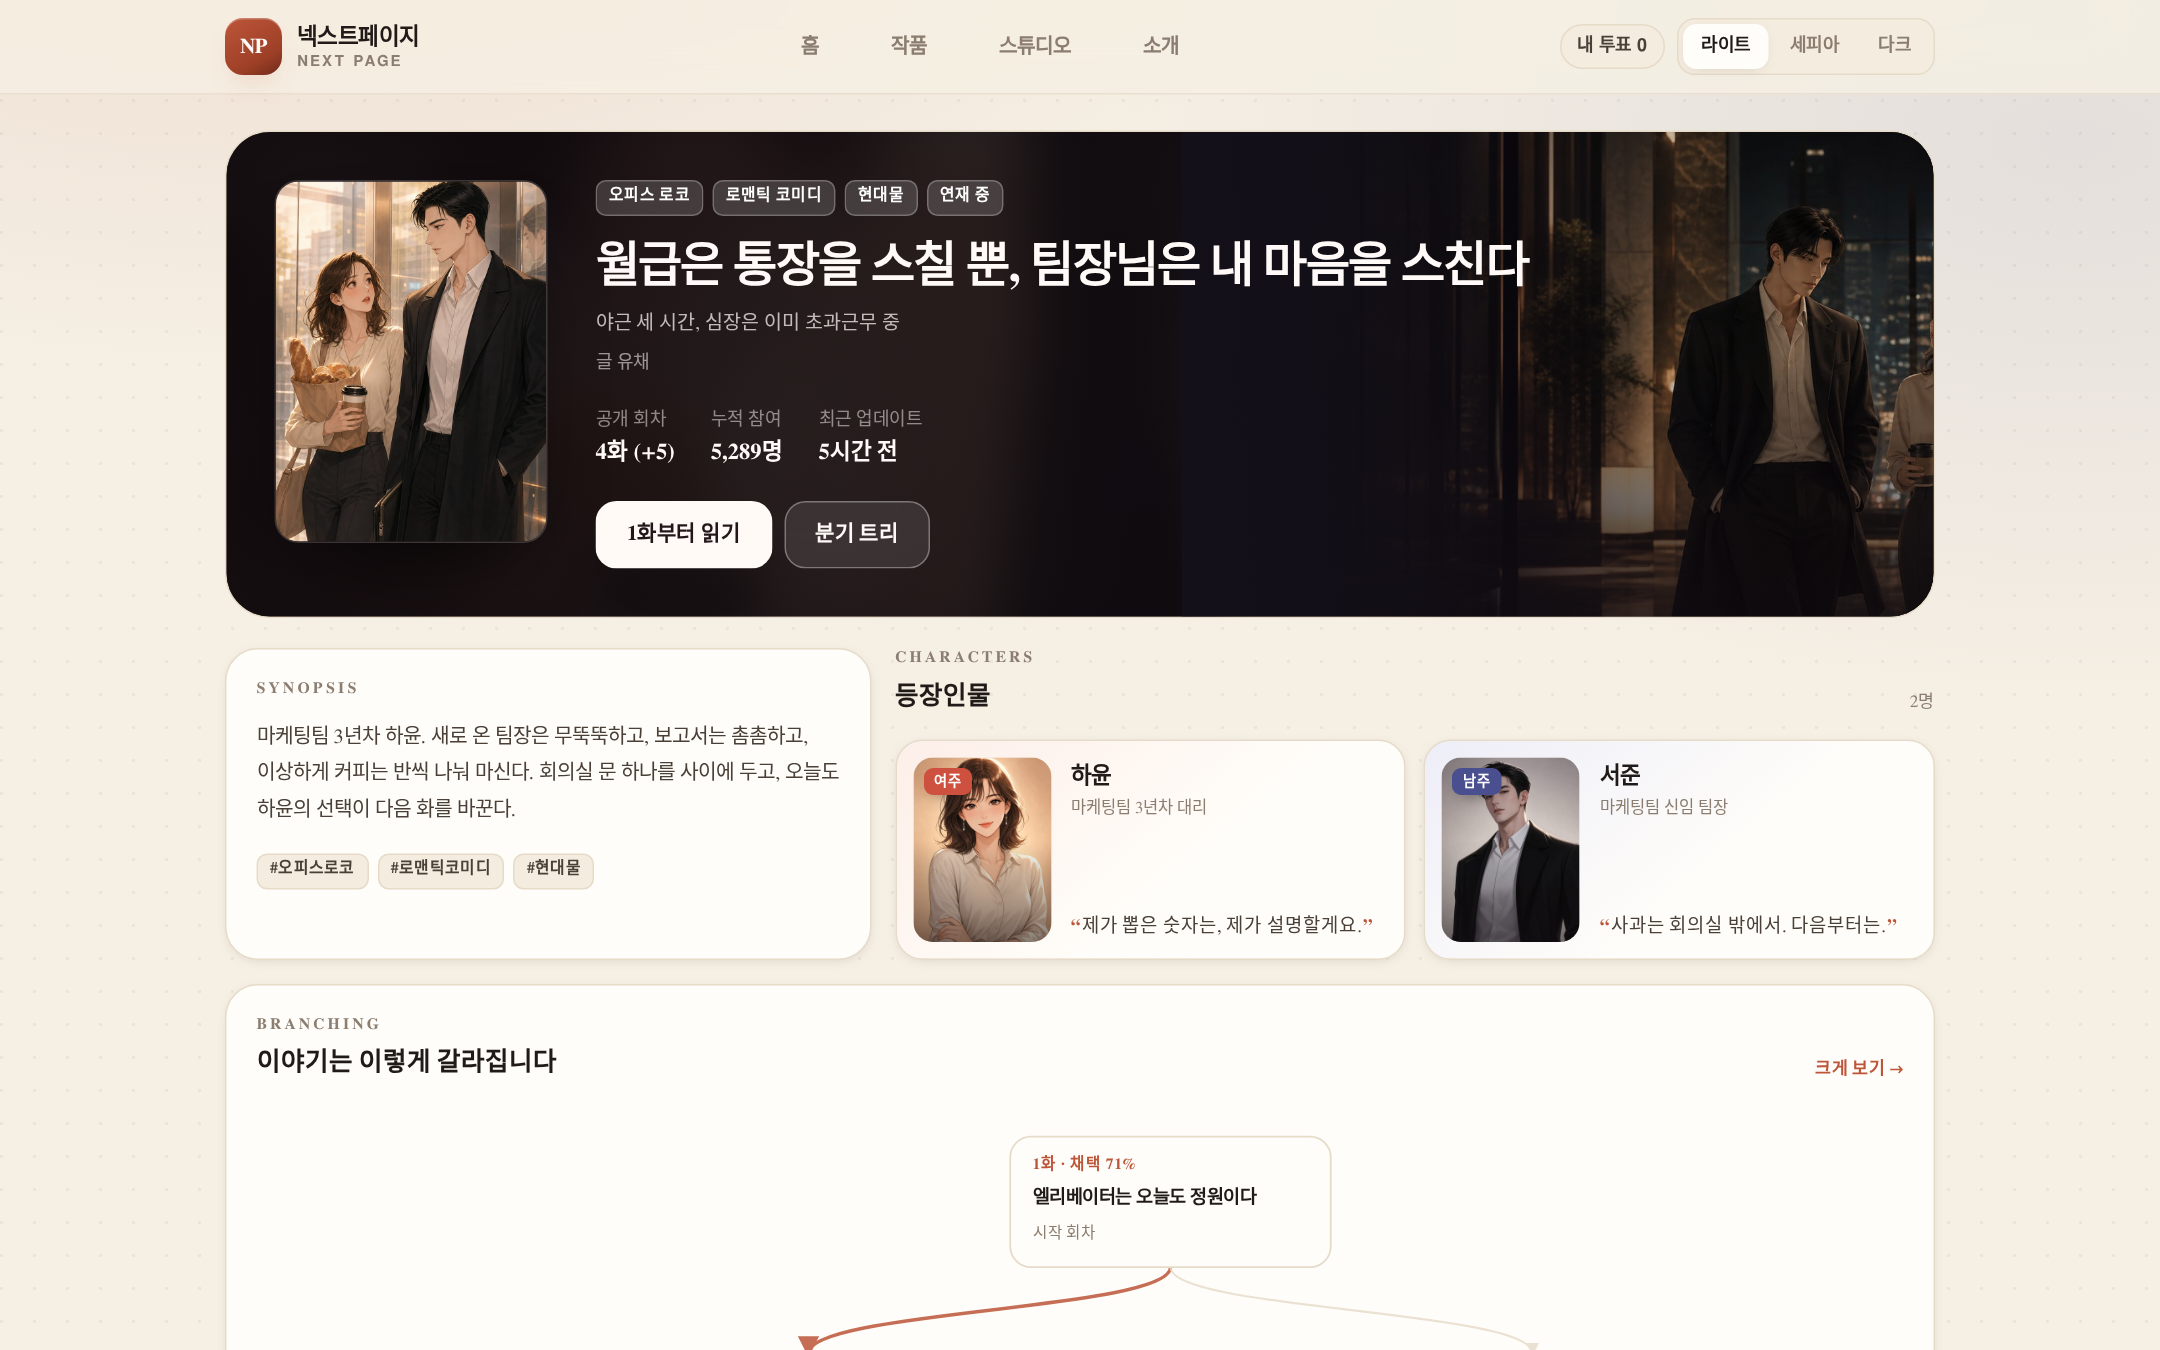 NP
넥스트페이지
NEXT PAGE
홈
작품
스튜디오
소개
내 투표 0
라이트
세피아
다크
오피스 로코
로맨틱 코미디
현대물
연재 중
월급은 통장을 스칠 뿐, 팀장님은 내 마음을 스친다
야근 세 시간, 심장은 이미 초과근무 중
글 유채
공개 회차
누적 참여
최근 업데이트
4화 (+5)
5,289명
5시간 전
1화부터 읽기
분기 트리
SYNOPSIS
마케팅팀 3년차 하윤. 새로 온 팀장은 무뚝뚝하고, 보고서는 촘촘하고,
이상하게 커피는 반씩 나눠 마신다. 회의실 문 하나를 사이에 두고, 오늘도
하윤의 선택이 다음 화를 바꾼다.
#오피스로코
#로맨틱코미디
#현대물
CHARACTERS
등장인물
2명
여주
하윤
마케팅팀 3년차 대리
“제가 뽑은 숫자는, 제가 설명할게요.”
남주
서준
마케팅팀 신임 팀장
“사과는 회의실 밖에서. 다음부터는.”
BRANCHING
이야기는 이렇게 갈라집니다
크게 보기 →
1화 · 채택 71%
엘리베이터는 오늘도 정원이다
시작 회차